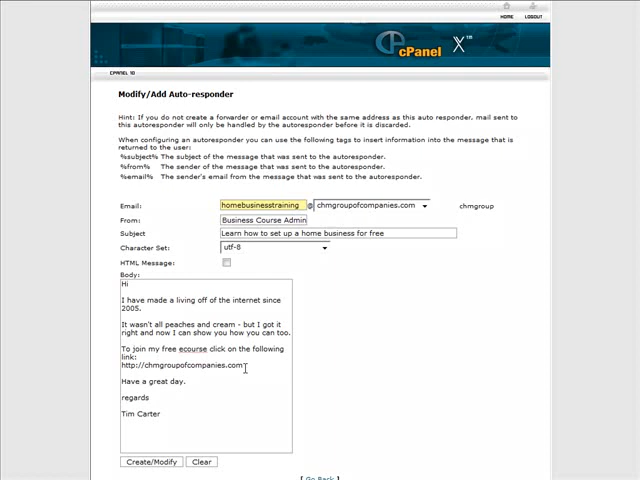 HOME LOGOUT
cPanel X™
CPANEL 10
Modify/Add Auto-responder
Hint: If you do not create a forwarder or email account with the same address as this auto responder, mail sent to
this autoresponder will only be handled by the autoresponder before it is discarded.
When configuring an autoresponder you can use the following tags to insert information into the message that is
returned to the user:
%subject% The subject of the message that was sent to the autoresponder.
%from% The sender of the message that was sent to the autoresponder.
%email% The sender's email from the message that was sent to the autoresponder.
Email: homebusinesstraining @ chmgroupofcompanies.com chmgroup
From: Business Course Admin
Subject Learn how to set up a home business for free
Character Set: utf-8
HTML Message:
Body:
Hi
I have made a living off of the internet since
2005.
It wasn't all peaches and cream - but I got it
right and now I can show you how you can too.
To join my free ecourse click on the following
link:
http://chmgroupofcompanies.com
Have a great day.
regards
Tim Carter
Create/Modify Clear
[ Go Back ]